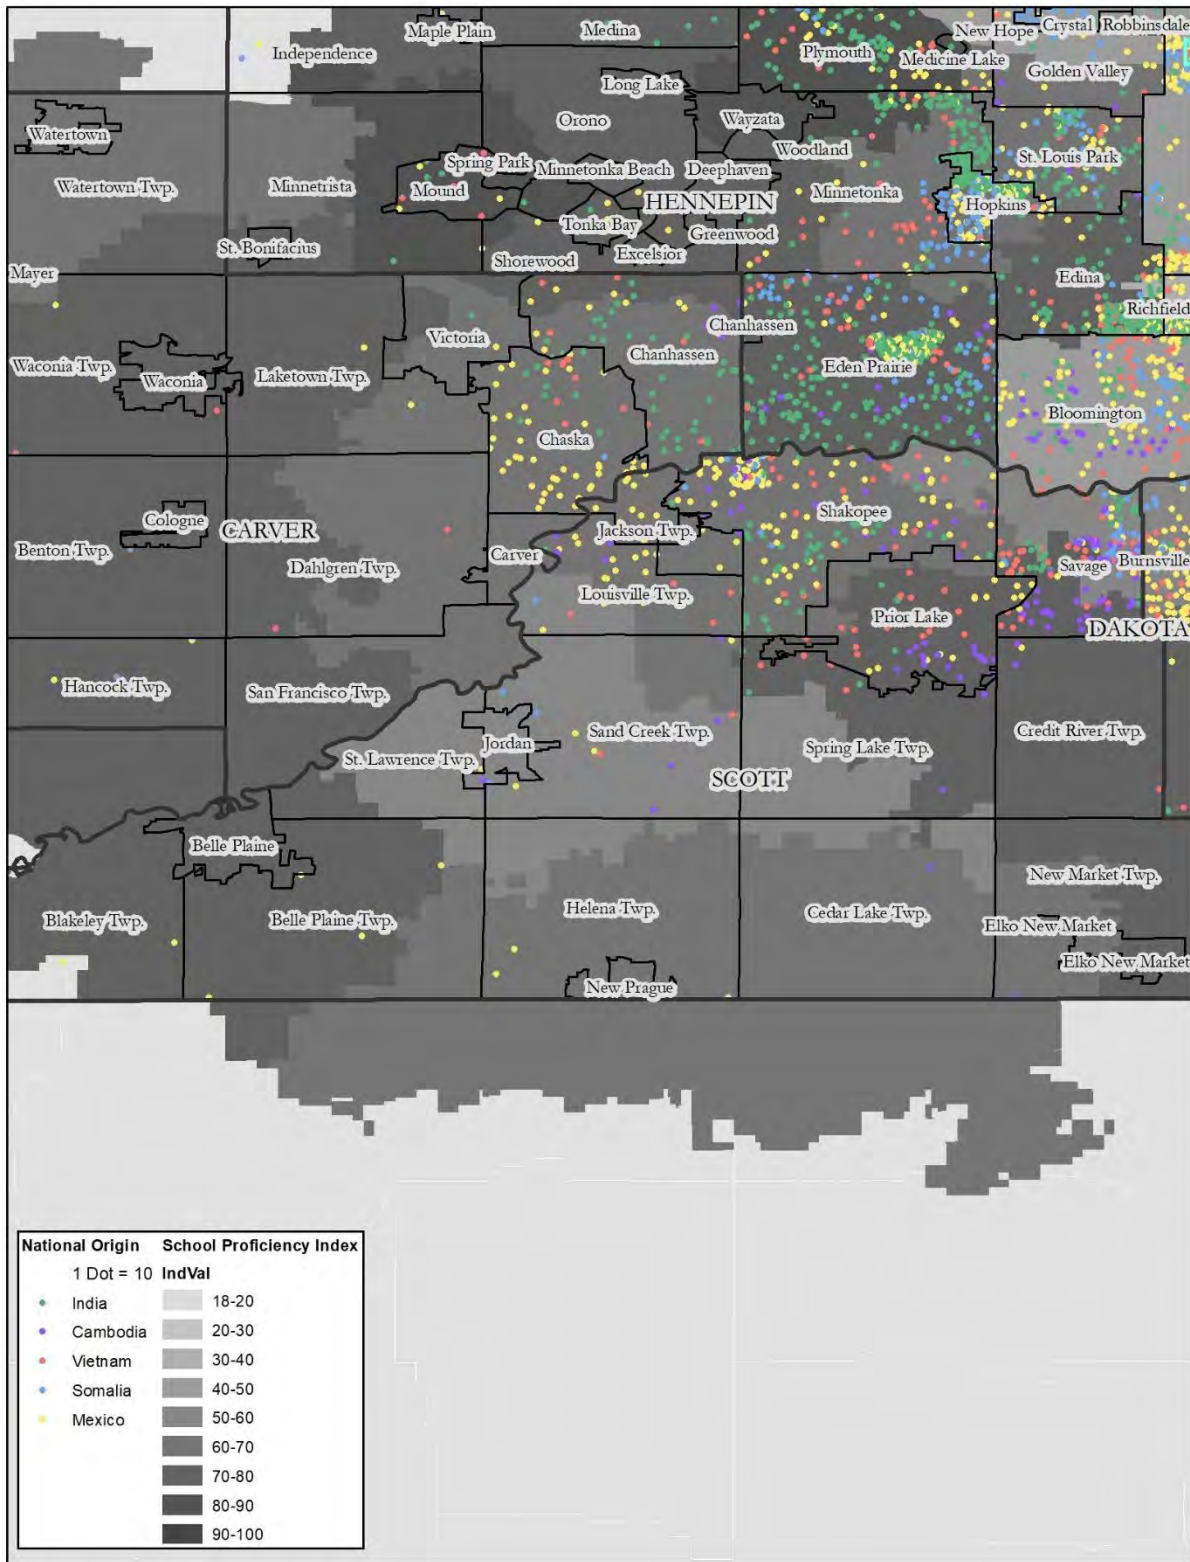 Maple Plain
Medina
New Hope
Crystal
Robbinsdale
Independence
Plymouth
Medicine Lake
Golden Valley
Long Lake
Watertown
Orono
Wayzata
Woodland
St. Louis Park
Watertown Twp.
Minnetrista
Spring Park
Minnetonka Beach
Deephaven
Minnetonka
Mound
HENNEPIN
Hopkins
Tonka Bay
Greenwood
St. Bonifacius
Excelsior
Shorewood
Edina
Mayer
Richfield
Victoria
Chanhassen
Chanhassen
Waconia Twp.
Waconia
Laketown Twp.
Eden Prairie
Bloomington
Chaska
Cologne
CARVER
Shakopee
Benton Twp.
Dahlgren Twp.
Carver
Jackson Twp.
Savage
Burnsville
Louisville Twp.
Prior Lake
DAKOTA
Hancock Twp.
San Francisco Twp.
Jordan
Sand Creek Twp.
Spring Lake Twp.
Credit River Twp.
St. Lawrence Twp.
SCOTT
Belle Plaine
New Market Twp.
Blakeley Twp.
Belle Plaine Twp.
Helena Twp.
Cedar Lake Twp.
Elko New Market
Elko New Market
New Prague
National Origin School Proficiency Index
1 Dot = 10 IndVal
India 18-20
Cambodia 20-30
Vietnam 30-40
Somalia 40-50
Mexico 50-60
60-70
70-80
80-90
90-100